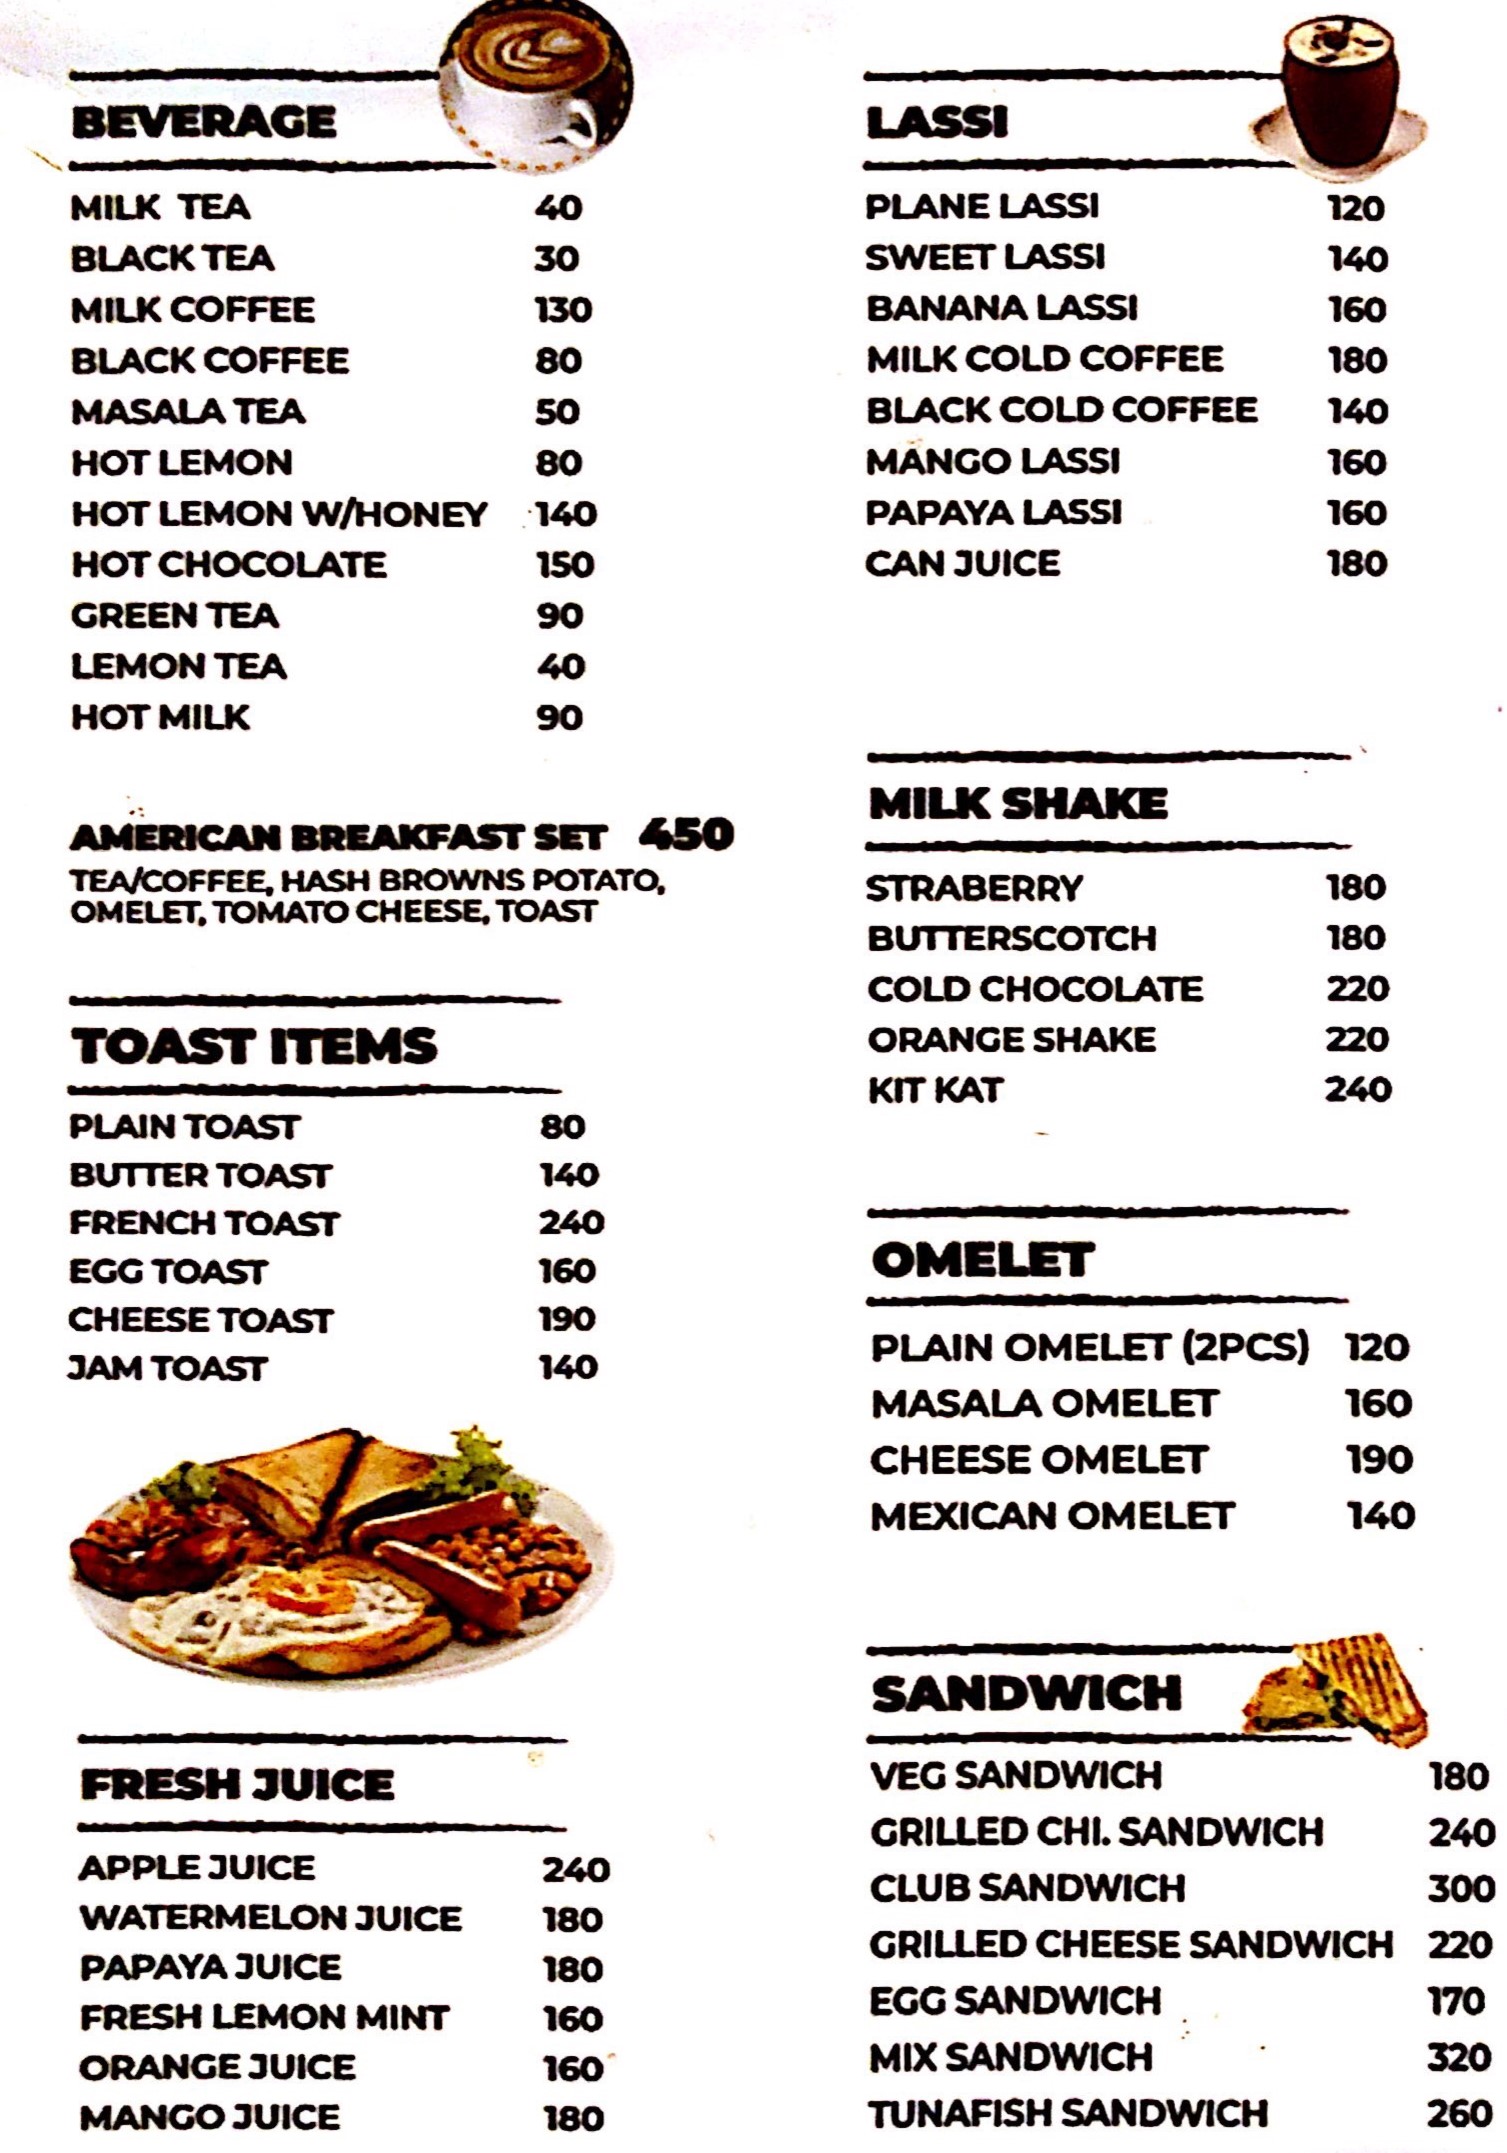 BEVERAGE
MILK TEA 40
BLACK TEA 30
MILK COFFEE 130
BLACK COFFEE 80
MASALA TEA 50
HOT LEMON 80
HOT LEMON W/HONEY 140
HOT CHOCOLATE 150
GREEN TEA 90
LEMON TEA 40
HOT MILK 90
AMERICAN BREAKFAST SET 450
TEA/COFFEE, HASH BROWNS POTATO,
OMELET, TOMATO CHEESE, TOAST
TOAST ITEMS
PLAIN TOAST 80
BUTTER TOAST 140
FRENCH TOAST 240
EGG TOAST 160
CHEESE TOAST 190
JAM TOAST 140
FRESH JUICE
APPLE JUICE 240
WATERMELON JUICE 180
PAPAYA JUICE 180
FRESH LEMON MINT 160
ORANGE JUICE 160
MANGO JUICE 180
LASSI
PLANE LASSI 120
SWEET LASSI 140
BANANA LASSI 160
MILK COLD COFFEE 180
BLACK COLD COFFEE 140
MANGO LASSI 160
PAPAYA LASSI 160
CAN JUICE 180
MILK SHAKE
STRABERRY 180
BUTTERSCOTCH 180
COLD CHOCOLATE 220
ORANGE SHAKE 220
KIT KAT 240
OMELET
PLAIN OMELET (2PCS) 120
MASALA OMELET 160
CHEESE OMELET 190
MEXICAN OMELET 140
SANDWICH
VEG SANDWICH 180
GRILLED CHI. SANDWICH 240
CLUB SANDWICH 300
GRILLED CHEESE SANDWICH 220
EGG SANDWICH 170
MIX SANDWICH 320
TUNAFISH SANDWICH 260